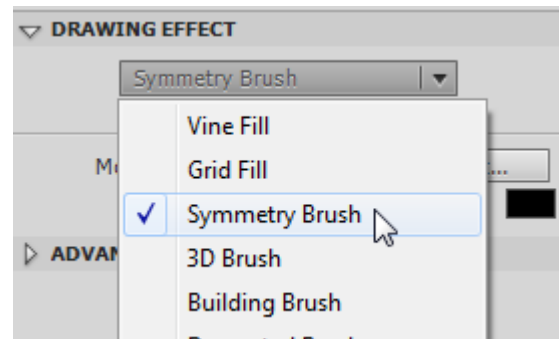 DRAWING EFFECT
Symmetry Brush
Vine Fill
Grid Fill
Symmetry Brush
3D Brush
ADVAN
Building Brush